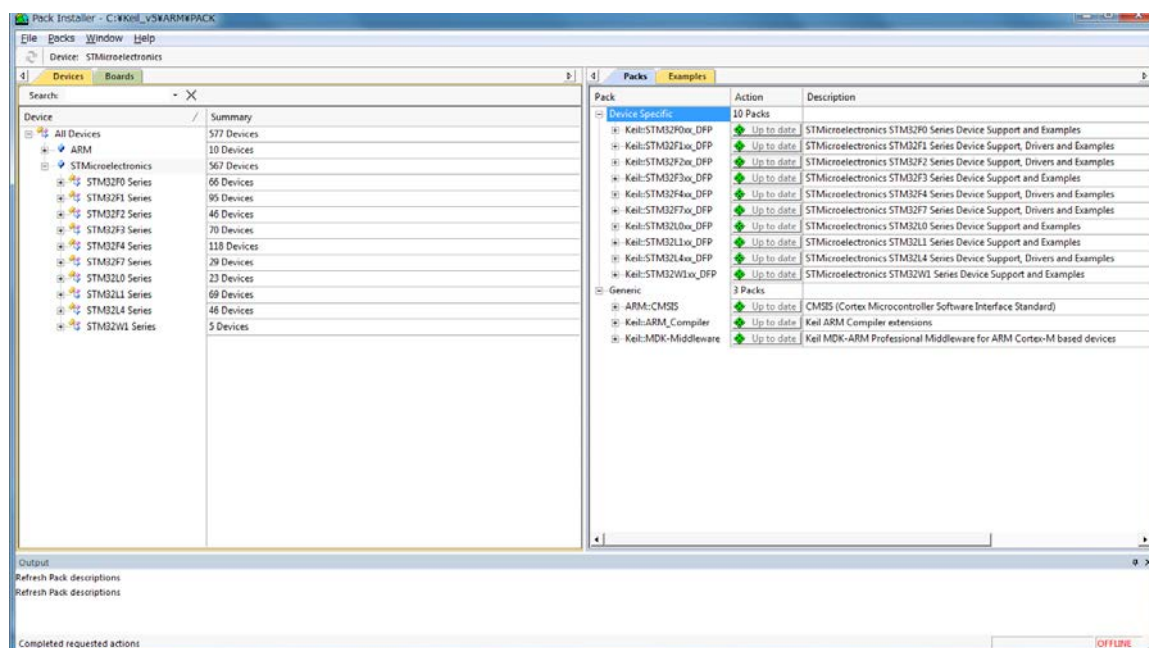 Pack Installer - C:¥Keil_v5¥ARM¥PACK
File Packs Window Help
Device: STMicroelectronics
Devices Boards
Search:
Device / Summary
All Devices 577 Devices
ARM 10 Devices
STMicroelectronics 567 Devices
STM32F0 Series 66 Devices
STM32F1 Series 95 Devices
STM32F2 Series 46 Devices
STM32F3 Series 70 Devices
STM32F4 Series 118 Devices
STM32F7 Series 29 Devices
STM32L0 Series 23 Devices
STM32L1 Series 69 Devices
STM32L4 Series 46 Devices
STM32W1 Series 5 Devices
Packs Examples
Pack Action Description
Device Specific 10 Packs
Keil::STM32F0xx_DFP Up to date STMicroelectronics STM32F0 Series Device Support and Examples
Keil::STM32F1xx_DFP Up to date STMicroelectronics STM32F1 Series Device Support, Drivers and Examples
Keil::STM32F2xx_DFP Up to date STMicroelectronics STM32F2 Series Device Support, Drivers and Examples
Keil::STM32F3xx_DFP Up to date STMicroelectronics STM32F3 Series Device Support and Examples
Keil::STM32F4xx_DFP Up to date STMicroelectronics STM32F4 Series Device Support, Drivers and Examples
Keil::STM32F7xx_DFP Up to date STMicroelectronics STM32F7 Series Device Support, Drivers and Examples
Keil::STM32L0xx_DFP Up to date STMicroelectronics STM32L0 Series Device Support and Examples
Keil::STM32L1xx_DFP Up to date STMicroelectronics STM32L1 Series Device Support and Examples
Keil::STM32L4xx_DFP Up to date STMicroelectronics STM32L4 Series Device Support, Drivers and Examples
Keil::STM32W1xx_DFP Up to date STMicroelectronics STM32W1 Series Device Support and Examples
Generic 3 Packs
ARM::CMSIS Up to date CMSIS (Cortex Microcontroller Software Interface Standard)
Keil::ARM_Compiler Up to date Keil ARM Compiler extensions
Keil::MDK-Middleware Up to date Keil MDK-ARM Professional Middleware for ARM Cortex-M based devices
Output
Refresh Pack descriptions
Refresh Pack descriptions
Completed requested actions
OFFLINE